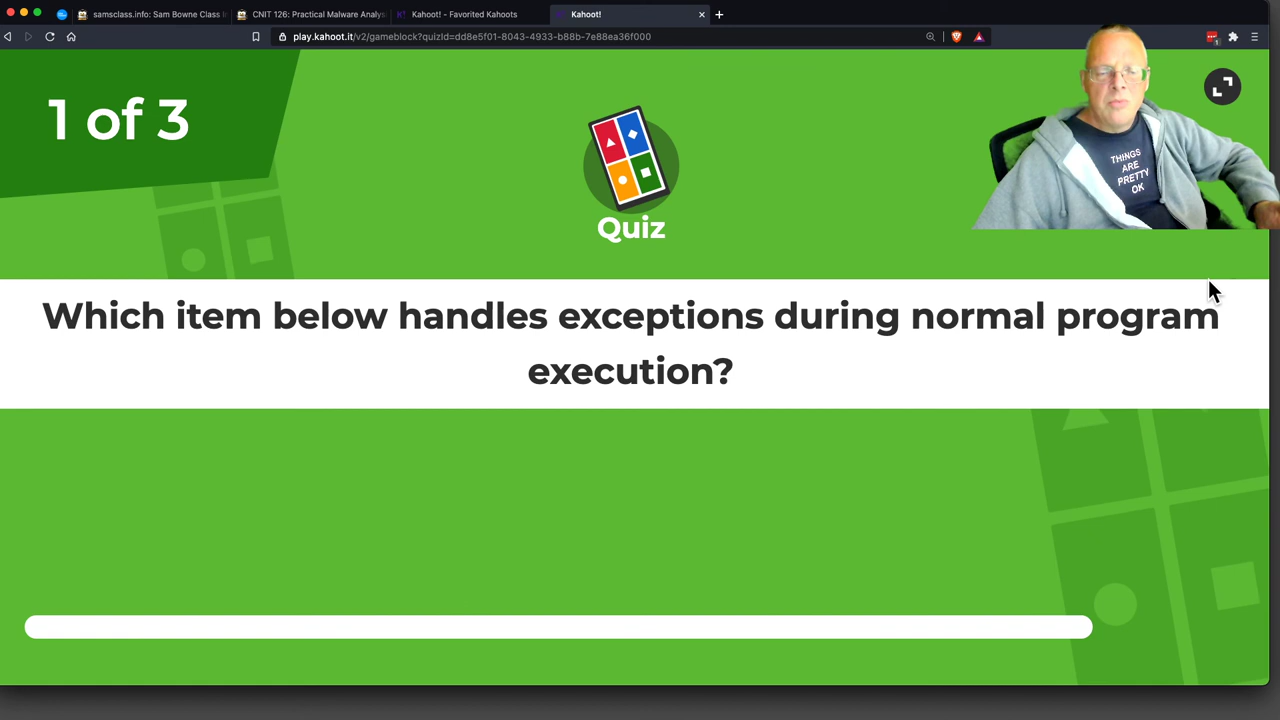 samsclass.info: Sam Bowne Class I
CNIT 126: Practical Malware Analys
Kahoot! - Favorited Kahoots
Kahoot!
play.kahoot.it/v2/gameblock?quizId=dd8e5f01-8043-4933-b88b-7e88ea36f000
1 of 3
Quiz
THINGS
ARE
PRETTY
OK
Which item below handles exceptions during normal program
execution?